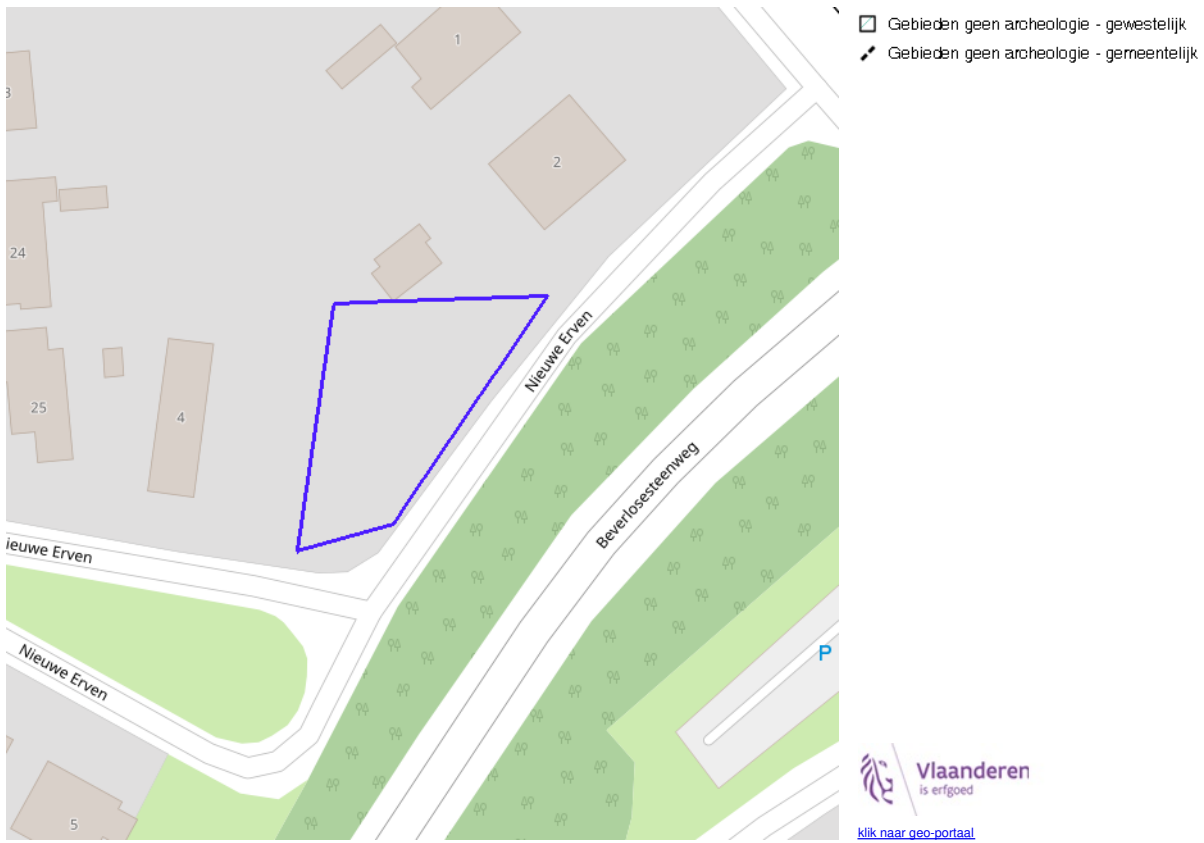 Gebieden geen archeologie - gewestelijk
Gebieden geen archeologie - gemeentelijk
1
3
2
24
Nieuwe Erven
25
4
Beverlosesteenweg
ieuwe Erven
Nieuwe Erven
P
5
Vlaanderen
is erfgoed
klik naar geo-portaal